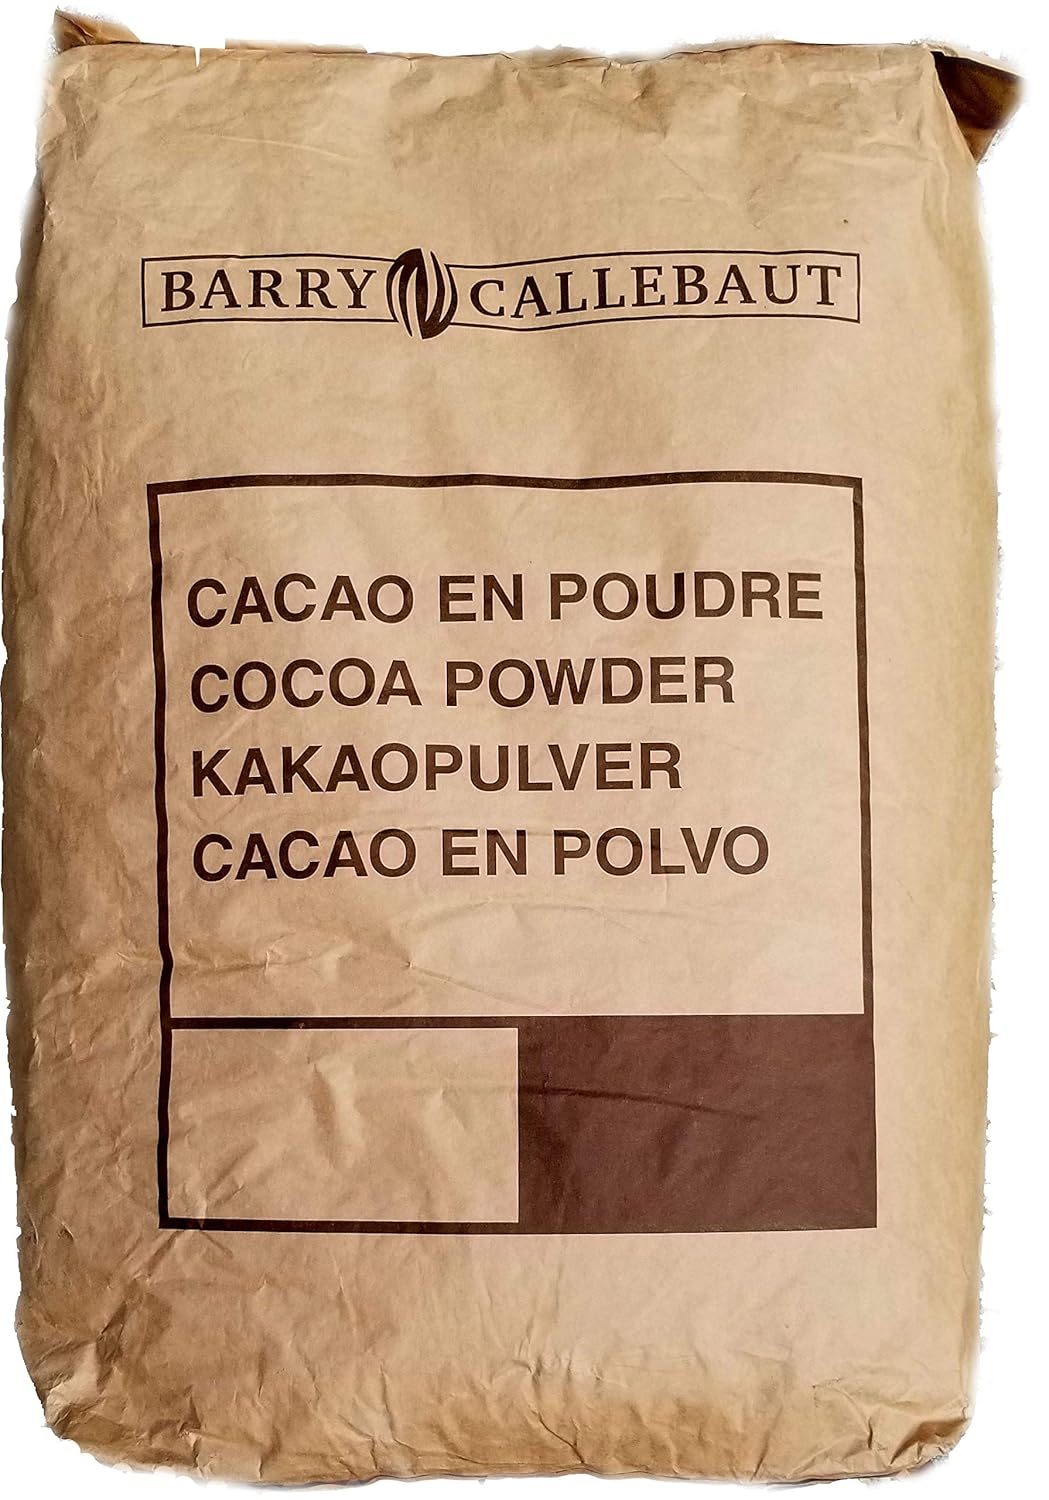 BARRY CALLEBAUT
CACAO EN POUDRE
COCOA POWDER
KAKAOPULVER
CACAO EN POLVO